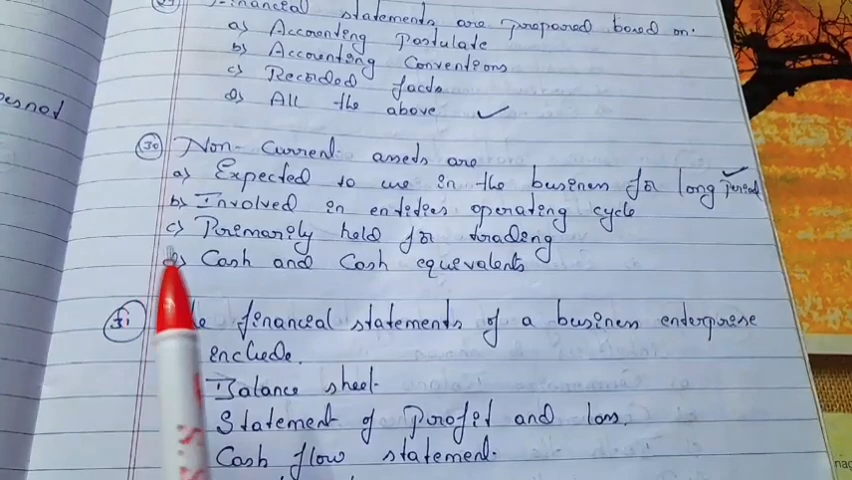 29 Financial statements are prepared based on:
a) Accounting Postulate
b) Accounting Conventions
c) Recorded facts
d) All the above
30 Non-Current assets are
a) Expected to use in the business for long Period
b) Involved in entities operating cycle
c) Primarily held for trading
d) Cash and Cash equivalents
31 financial statements of a business enterprise
include.
Balance sheet.
Statement of Profit and loss.
Cash flow statement.